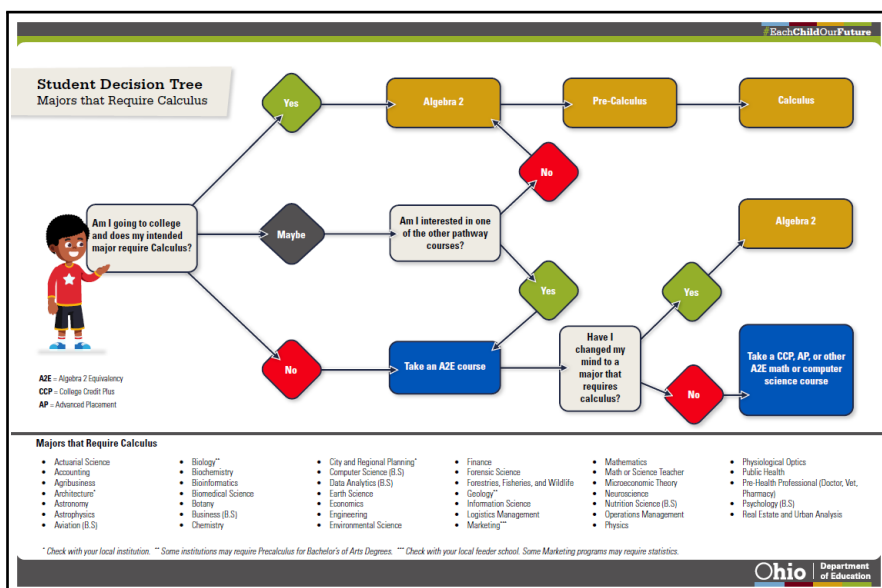 #EachChildOurFuture
Student Decision Tree
Majors that Require Calculus
Yes
Algebra 2
Pre-Calculus
Calculus
No
Am I going to college
and does my intended
major require Calculus?
Maybe
Am I interested in one
of the other pathway
courses?
Algebra 2
Yes
Yes
No
Take an A2E course
Have I
changed my
mind to a
major that
requires
calculus?
No
Take a CCP, AP, or other
A2E math or computer
science course
A2E = Algebra 2 Equivalency
CCP = College Credit Plus
AP = Advanced Placement
Majors that Require Calculus
• Actuarial Science
• Accounting
• Agribusiness
• Architecture*
• Astronomy
• Astrophysics
• Aviation (B.S)
• Biology**
• Biochemistry
• Bioinformatics
• Biomedical Science
• Botany
• Business (B.S)
• Chemistry
• City and Regional Planning*
• Computer Science (B.S)
• Data Analytics (B.S)
• Earth Science
• Economics
• Engineering
• Environmental Science
• Finance
• Forensic Science
• Forestries, Fisheries, and Wildlife
• Geology**
• Information Science
• Logistics Management
• Marketing***
• Mathematics
• Math or Science Teacher
• Microeconomic Theory
• Neuroscience
• Nutrition Science (B.S)
• Operations Management
• Physics
• Physiological Optics
• Public Health
• Pre-Health Professional (Doctor, Vet,
Pharmacy)
• Psychology (B.S)
• Real Estate and Urban Analysis
* Check with your local institution. ** Some institutions may require Precalculus for Bachelor's of Arts Degrees. *** Check with your local feeder school. Some Marketing programs may require statistics.
Ohio
Department
of Education